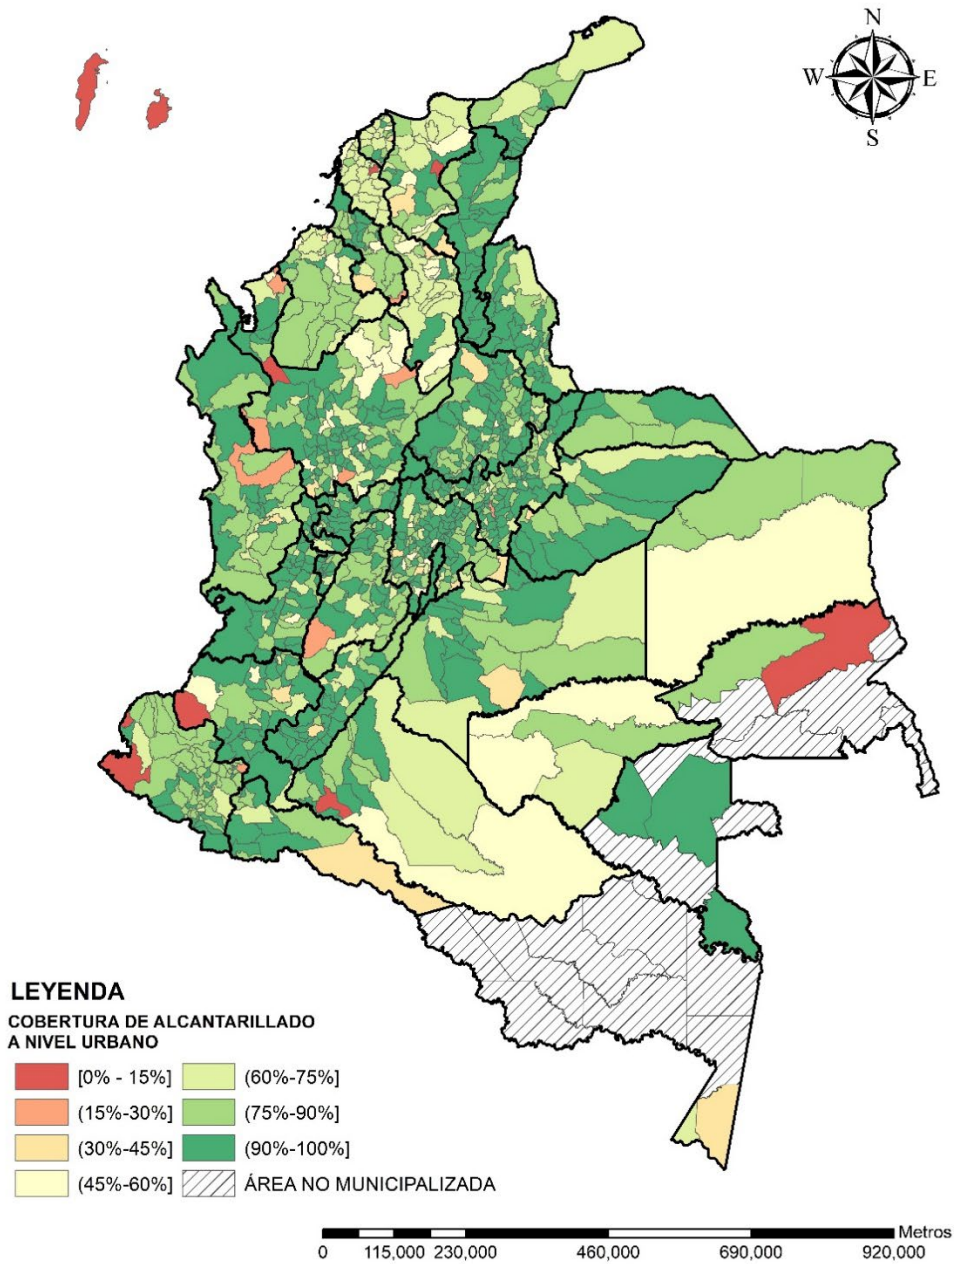 N
W E
S
LEYENDA
COBERTURA DE ALCANTARILLADO
A NIVEL URBANO
[0% - 15%] (60%-75%]
(15%-30%] (75%-90%]
(30%-45%] (90%-100%]
(45%-60%] ÁREA NO MUNICIPALIZADA
Metros
0 115,000 230,000 460,000 690,000 920,000